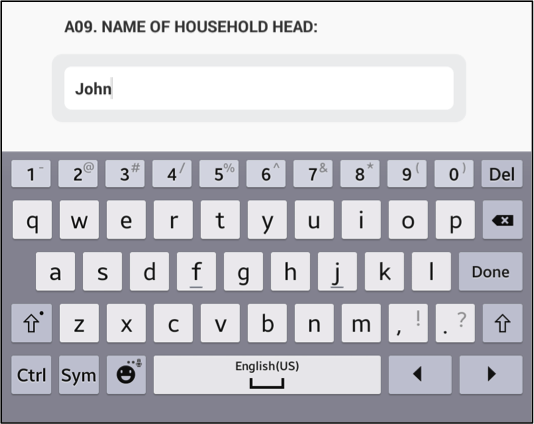 A09. NAME OF HOUSEHOLD HEAD:
John
1 - 2 @ 3 # 4 / 5 % 6 ^ 7 & 8 * 9 ( 0 ) Del
q w e r t y u i o p
a s d f g h j k l Done
z x c v b n m , ! . ?
Ctrl Sym English(US)